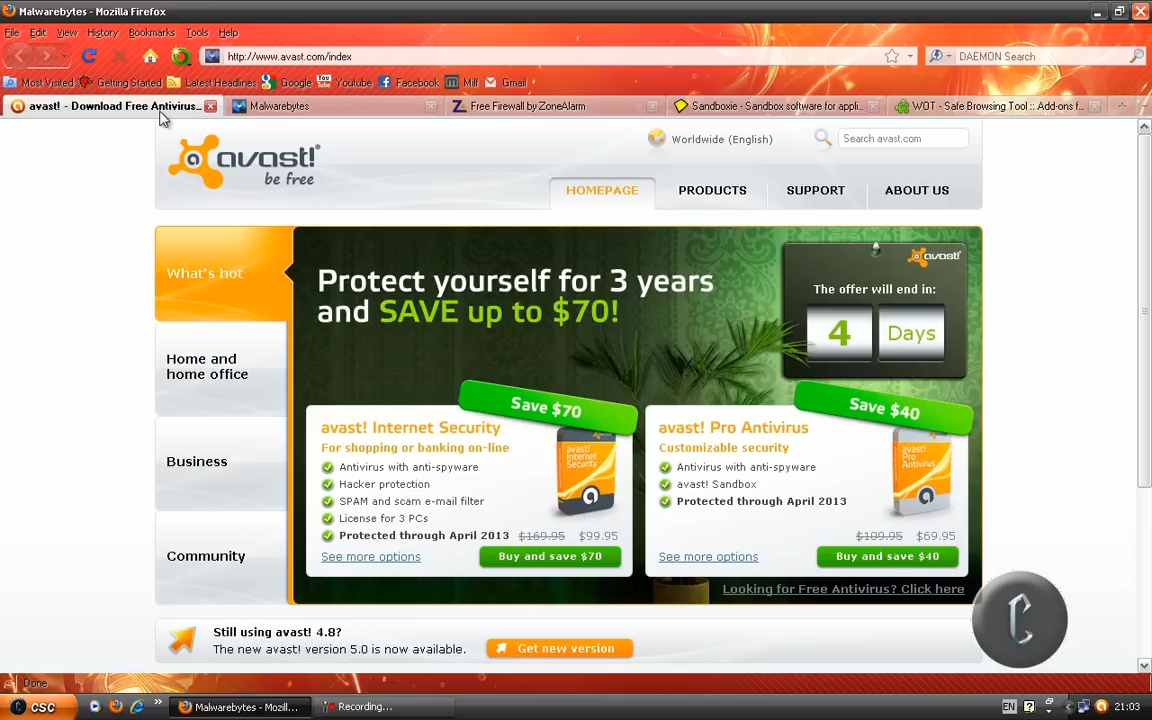 Malwarebytes - Mozilla Firefox
File Edit View History Bookmarks Tools Help
http://www.avast.com/index
DAEMON Search
Most Visited Getting Started Latest Headlines Google Youtube Facebook Milf Gmail
avast! - Download Free Antivirus... Malwarebytes Free Firewall by ZoneAlarm Sandboxie - Sandbox software for appli... WOT - Safe Browsing Tool :: Add-ons f...
avast!
be free
Worldwide (English)
Search avast.com
HOMEPAGE PRODUCTS SUPPORT ABOUT US
What's hot
Home and
home office
Business
Community
Protect yourself for 3 years
and SAVE up to $70!
avast!
The offer will end in:
4 Days
Save $70
avast! Internet Security
For shopping or banking on-line
Antivirus with anti-spyware
Hacker protection
SPAM and scam e-mail filter
License for 3 PCs
Protected through April 2013 $169.95 $99.95
See more options Buy and save $70
avast! Internet Security
Save $40
avast! Pro Antivirus
Customizable security
Antivirus with anti-spyware
avast! Sandbox
Protected through April 2013
$109.95 $69.95
See more options Buy and save $40
avast! Pro Antivirus
Looking for Free Antivirus? Click here
Still using avast! 4.8?
The new avast! version 5.0 is now available.
Get new version
C
Done
CSC
Malwarebytes - Mozill...
Recording...
EN
21:03